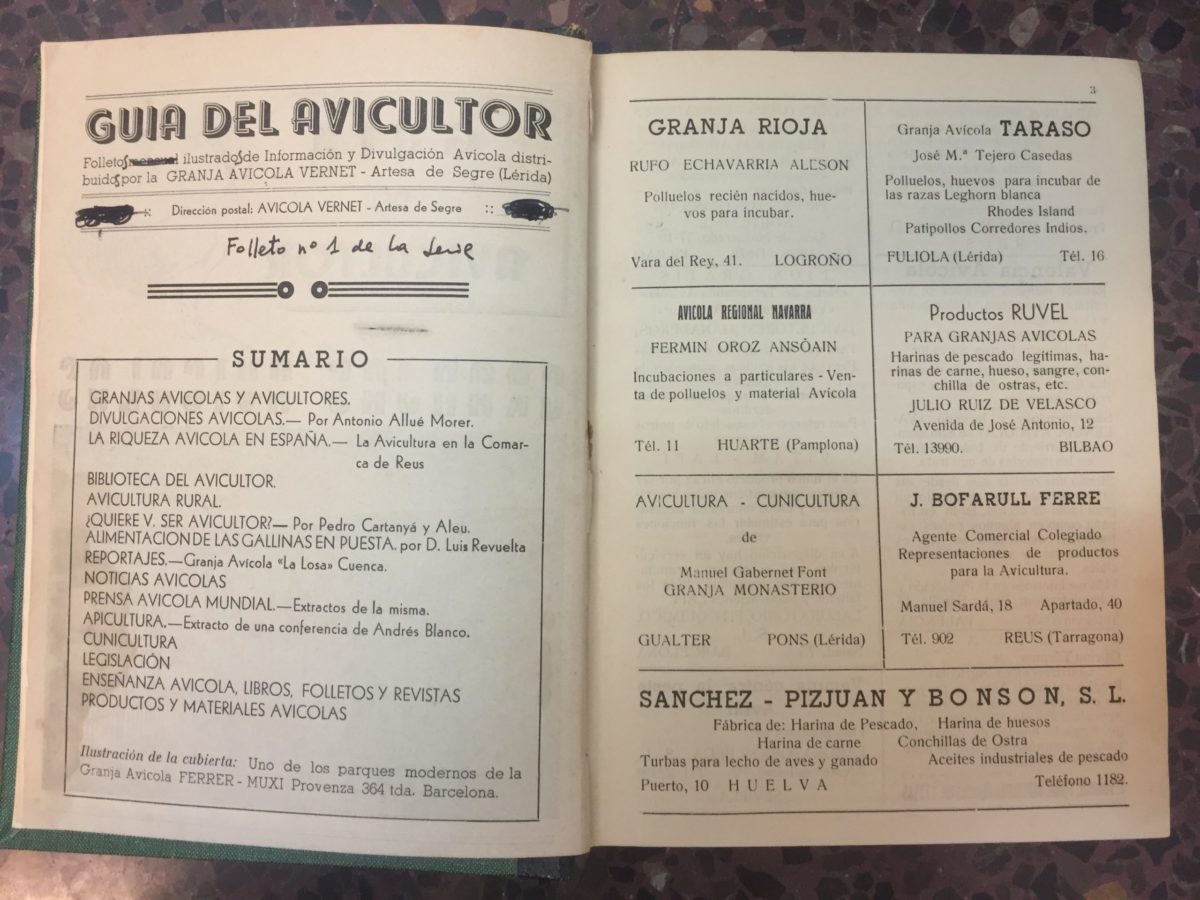 GUIA DEL AVICULTOR
Folletos mensual ilustrados de Información y Divulgación Avícola distri-
buidos por la GRANJA AVICOLA VERNET - Artesa de Segre (Lérida)
Dirección postal: AVICOLA VERNET - Artesa de Segre
Folleto nº 1 de la Serie
SUMARIO
GRANJAS AVICOLAS Y AVICULTORES.
DIVULGACIONES AVICOLAS.— Por Antonio Allué Morer.
LA RIQUEZA AVICOLA EN ESPAÑA.— La Avicultura en la Comar-
ca de Reus
BIBLIOTECA DEL AVICULTOR.
AVICULTURA RURAL.
¿QUIERE V. SER AVICULTOR?— Por Pedro Cartanyá y Aleu.
ALIMENTACION DE LAS GALLINAS EN PUESTA. por D. Luis Revuelta
REPORTAJES.—Granja Avícola «La Losa» Cuenca.
NOTICIAS AVICOLAS
PRENSA AVICOLA MUNDIAL.—Extractos de la misma.
APICULTURA.—Extracto de una conferencia de Andrés Blanco.
CUNICULTURA
LEGISLACIÓN
ENSEÑANZA AVICOLA, LIBROS, FOLLETOS Y REVISTAS
PRODUCTOS Y MATERIALES AVICOLAS
Ilustración de la cubierta: Uno de los parques modernos de la
Granja Avícola FERRER - MUXI Provenza 364 tda. Barcelona.
3
GRANJA RIOJA
RUFO ECHAVARRIA ALESON
Polluelos recién nacidos, hue-
vos para incubar.
Vara del Rey, 41. LOGROÑO
Granja Avícola TARASO
José M.ª Tejero Casedas
Polluelos, huevos para incubar de
las razas Leghorn blanca
Rhodes Island
Patipollos Corredores Indios.
FULIOLA (Lérida) Tél. 16
AVICOLA REGIONAL NAVARRA
FERMIN OROZ ANSÓAIN
Incubaciones a particulares - Ven-
ta de polluelos y material Avícola
Tél. 11 HUARTE (Pamplona)
Productos RUVEL
PARA GRANJAS AVICOLAS
Harinas de pescado legítimas, ha-
rinas de carne, hueso, sangre, con-
chilla de ostras, etc.
JULIO RUIZ DE VELASCO
Avenida de José Antonio, 12
Tél. 13990. BILBAO
AVICULTURA - CUNICULTURA
de
Manuel Gabernet Font
GRANJA MONASTERIO
GUALTER PONS (Lérida)
J. BOFARULL FERRE
Agente Comercial Colegiado
Representaciones de productos
para la Avicultura.
Manuel Sardá, 18 Apartado, 40
Tél. 902 REUS (Tarragona)
SANCHEZ - PIZJUAN Y BONSON, S. L.
Fábrica de: Harina de Pescado, Harina de huesos
Harina de carne Conchillas de Ostra
Turbas para lecho de aves y ganado Aceites industriales de pescado
Puerto, 10 HUELVA Teléfono 1182.